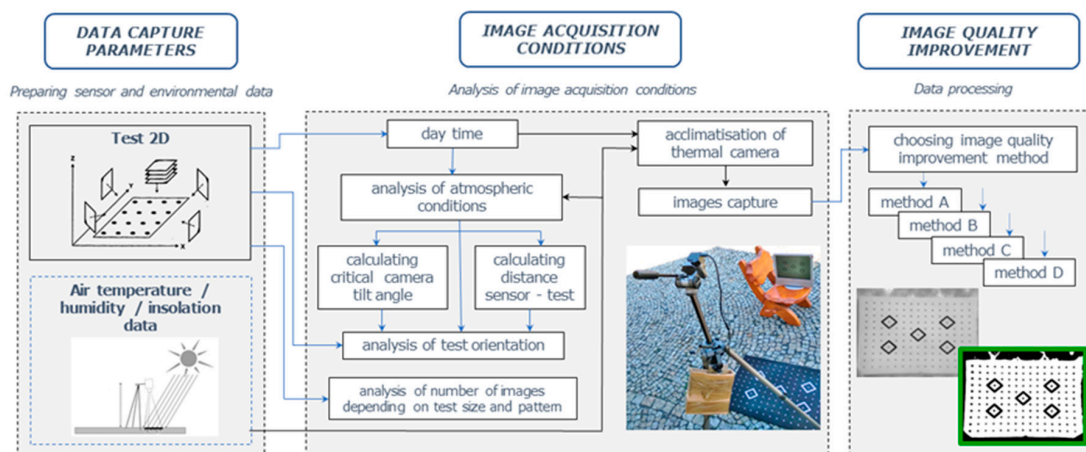 DATA CAPTURE
PARAMETERS
Preparing sensor and environmental data
Test 2D
Z
Y
X
Air temperature /
humidity / insolation
data
IMAGE ACQUISITION
CONDITIONS
Analysis of image acquisition conditions
day time
analysis of atmospheric
conditions
calculating
critical camera
tilt angle
calculating
distance
sensor - test
analysis of test orientation
analysis of number of images
depending on test size and pattern
acclimatisation of
thermal camera
images capture
IMAGE QUALITY
IMPROVEMENT
Data processing
choosing image quality
improvement method
method A
method B
method C
method D